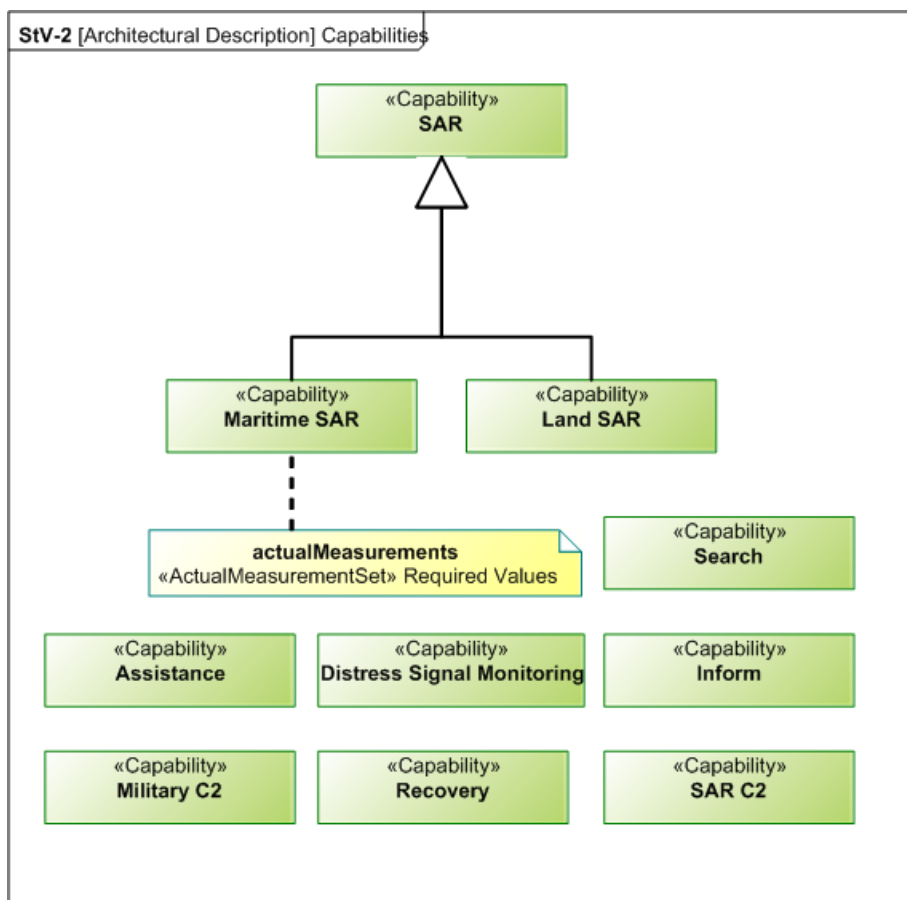 StV-2 [Architectural Description] Capabilities
«Capability»
SAR
«Capability»
Maritime SAR
«Capability»
Land SAR
actualMeasurements
«ActualMeasurementSet» Required Values
«Capability»
Search
«Capability»
Assistance
«Capability»
Distress Signal Monitoring
«Capability»
Inform
«Capability»
Military C2
«Capability»
Recovery
«Capability»
SAR C2